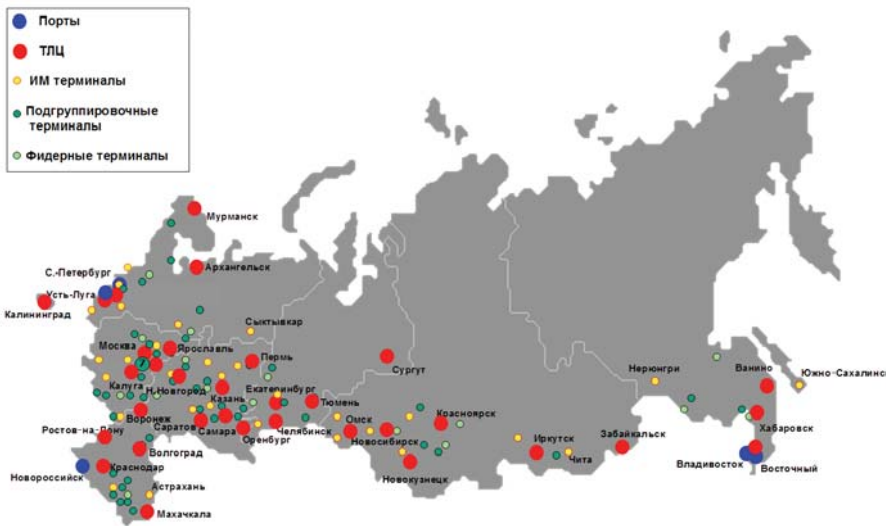 Порты
ТЛЦ
ИМ терминалы
Подгруппировочные
терминалы
Фидерные терминалы
Мурманск
С.-Петербург
Архангельск
Усть-Луга
Калининград
Сыктывкар
Москва
Ярославль
Пермь
Сургут
Нерюнгри
Ванино
Южно-Сахалинск
Калуга
Н.Новгород
Казань
Екатеринбург
Тюмень
Воронеж
Омск
Красноярск
Хабаровск
Ростов-на-Дону
Саратов
Самара
Оренбург
Челябинск
Новосибирск
Иркутск
Забайкальск
Волгоград
Чита
Владивосток
Восточный
Краснодар
Новокузнецк
Новороссийск
Астрахань
Махачкала